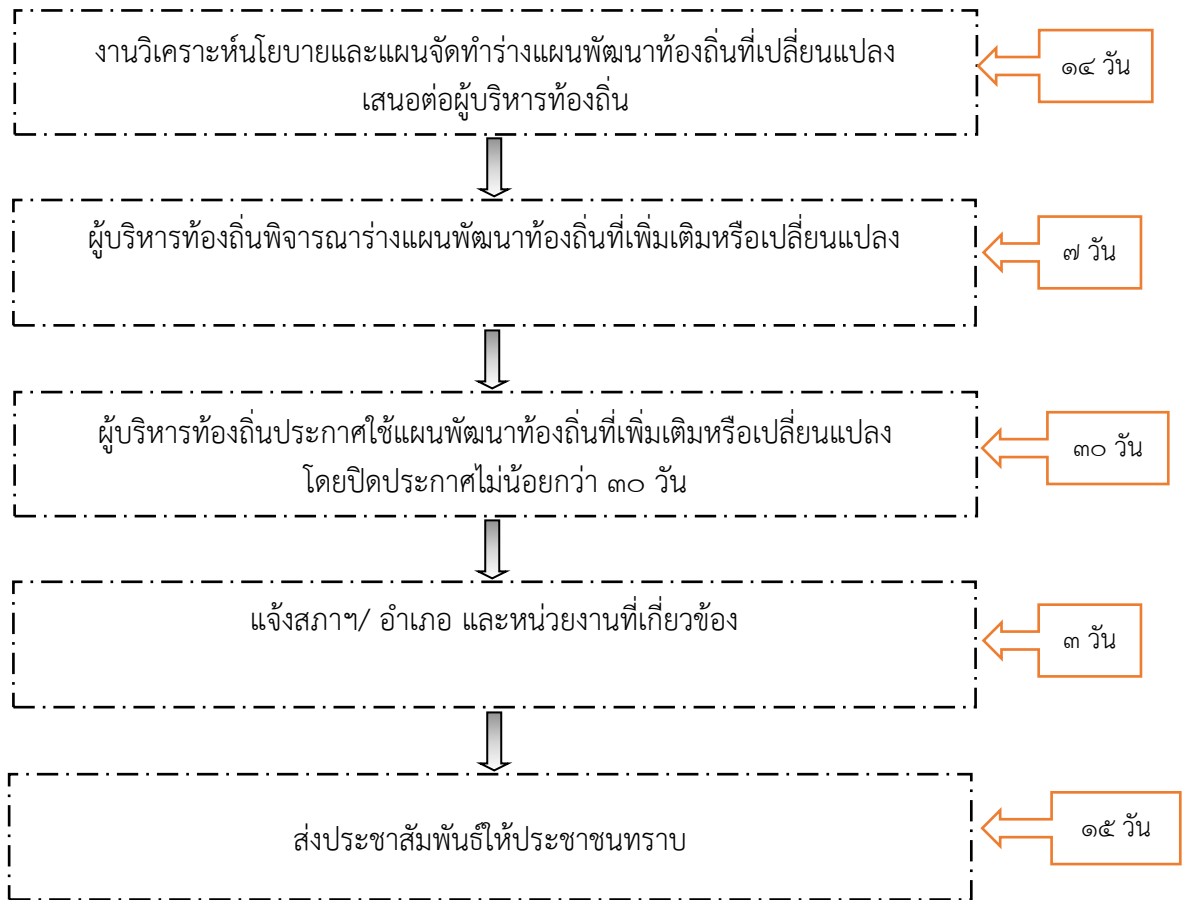 งานวิเคราะห์นโยบายและแผนจัดทำร่างแผนพัฒนาท้องถิ่นที่เปลี่ยนแปลง
เสนอต่อผู้บริหารท้องถิ่น
๑๔ วัน
ผู้บริหารท้องถิ่นพิจารณาร่างแผนพัฒนาท้องถิ่นที่เพิ่มเติมหรือเปลี่ยนแปลง
๗ วัน
ผู้บริหารท้องถิ่นประกาศใช้แผนพัฒนาท้องถิ่นที่เพิ่มเติมหรือเปลี่ยนแปลง
โดยปิดประกาศไม่น้อยกว่า ๓๐ วัน
๓๐ วัน
แจ้งสภาฯ/ อำเภอ และหน่วยงานที่เกี่ยวข้อง
๓ วัน
ส่งประชาสัมพันธ์ให้ประชาชนทราบ
๑๕ วัน